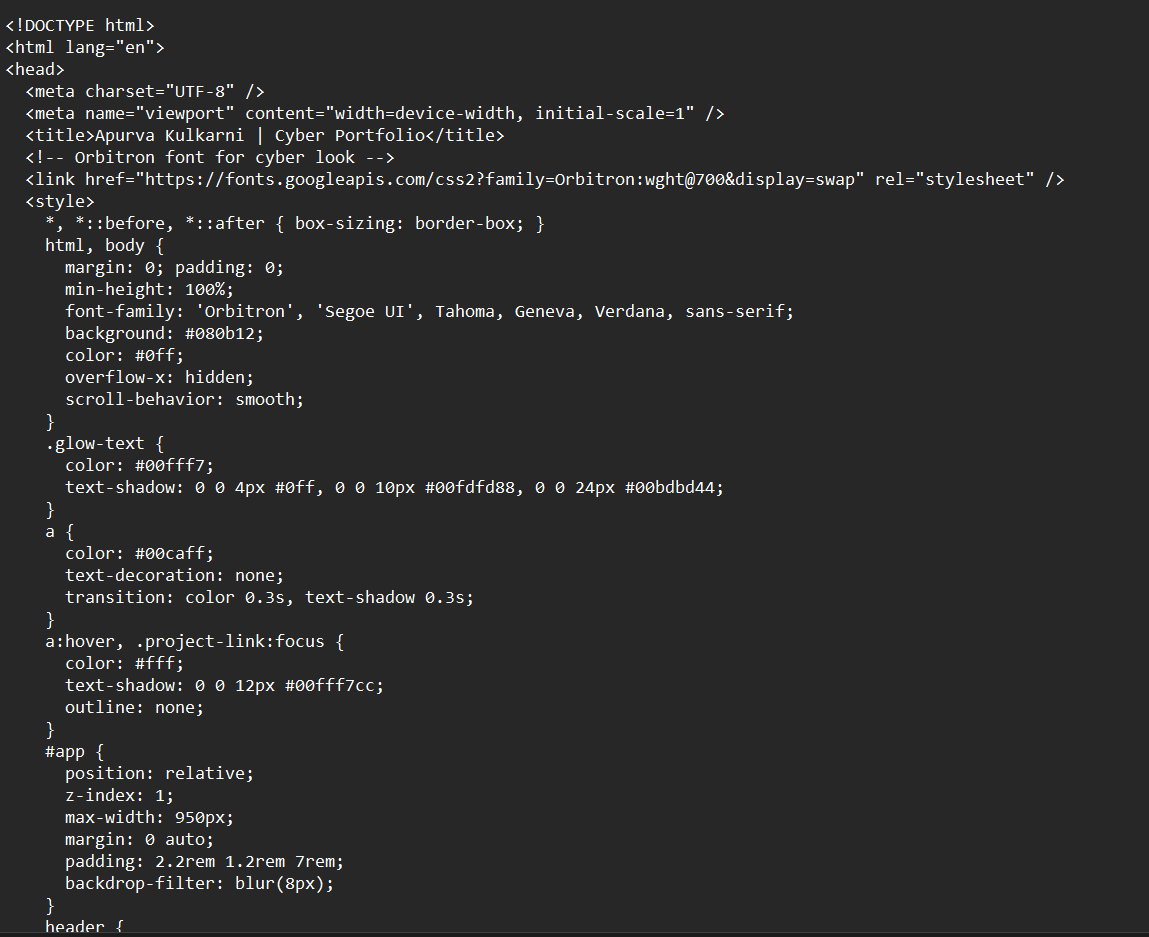 <!DOCTYPE html>
<html lang="en">
<head>
  <meta charset="UTF-8" />
  <meta name="viewport" content="width=device-width, initial-scale=1" />
  <title>Apurva Kulkarni | Cyber Portfolio</title>
  <!-- Orbitron font for cyber look -->
  <link href="https://fonts.googleapis.com/css2?family=Orbitron:wght@700&display=swap" rel="stylesheet" />
  <style>
    *, *::before, *::after { box-sizing: border-box; }
    html, body {
      margin: 0; padding: 0;
      min-height: 100%;
      font-family: 'Orbitron', 'Segoe UI', Tahoma, Geneva, Verdana, sans-serif;
      background: #080b12;
      color: #0ff;
      overflow-x: hidden;
      scroll-behavior: smooth;
    }
    .glow-text {
      color: #00fff7;
      text-shadow: 0 0 4px #0ff, 0 0 10px #00fdfd88, 0 0 24px #00bdbd44;
    }
    a {
      color: #00caff;
      text-decoration: none;
      transition: color 0.3s, text-shadow 0.3s;
    }
    a:hover, .project-link:focus {
      color: #fff;
      text-shadow: 0 0 12px #00fff7cc;
      outline: none;
    }
    #app {
      position: relative;
      z-index: 1;
      max-width: 950px;
      margin: 0 auto;
      padding: 2.2rem 1.2rem 7rem;
      backdrop-filter: blur(8px);
    }
    header {